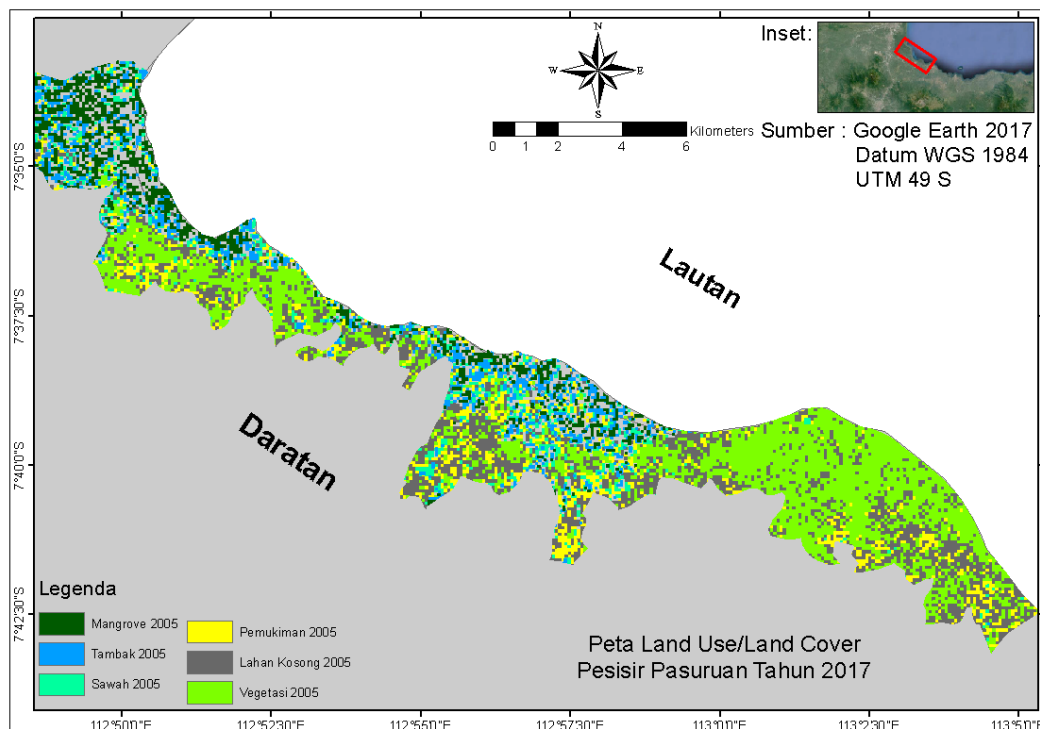 Inset:
N
W E
S
Kilometers
0 1 2 4 6
Sumber : Google Earth 2017
Datum WGS 1984
UTM 49 S
7°35'0"S
7°37'30"S
7°40'0"S
7°42'30"S
Lautan
Daratan
Legenda
Mangrove 2005
Tambak 2005
Sawah 2005
Pemukiman 2005
Lahan Kosong 2005
Vegetasi 2005
Peta Land Use/Land Cover
Pesisir Pasuruan Tahun 2017
112°50'0"E 112°52'30"E 112°55'0"E 112°57'30"E 113°0'0"E 113°2'30"E 113°5'0"E